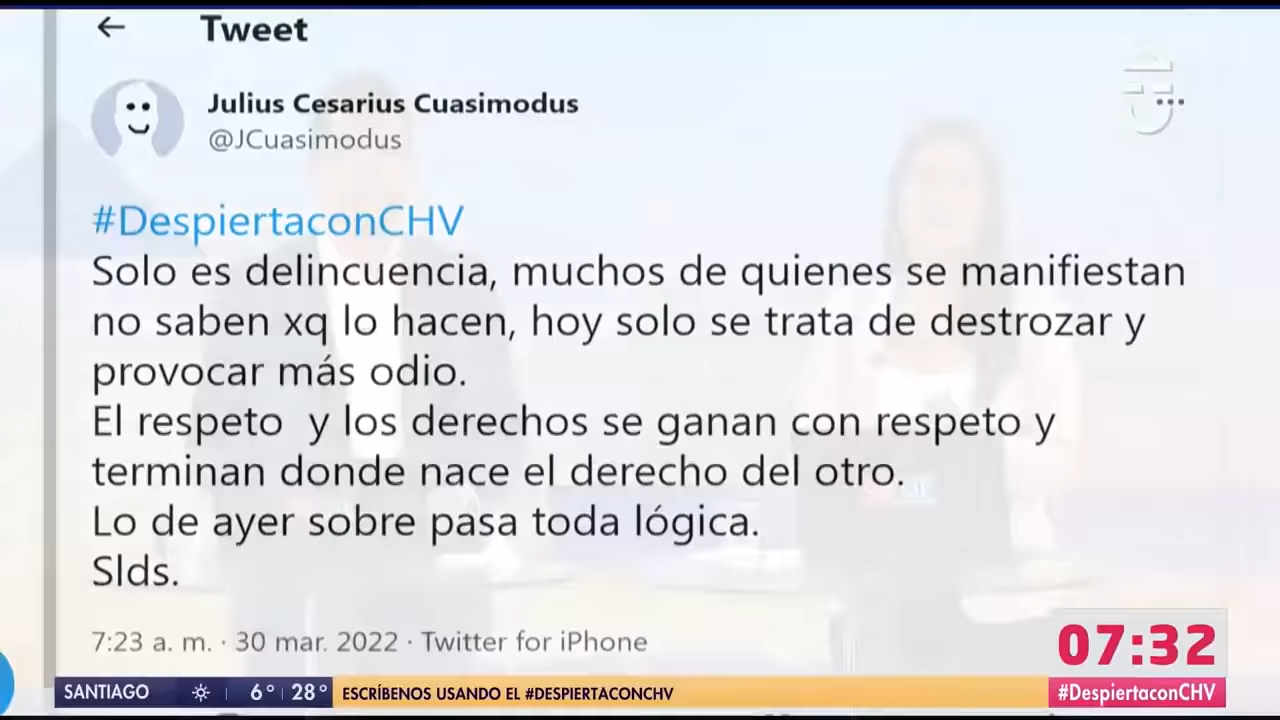 Tweet
Julius Cesarius Cuasimodus
@JCuasimodus
#DespiertaconCHV
Solo es delincuencia, muchos de quienes se manifiestan
no saben xq lo hacen, hoy solo se trata de destrozar y
provocar más odio.
El respeto  y los derechos se ganan con respeto y
terminan donde nace el derecho del otro.
Lo de ayer sobre pasa toda lógica.
Slds.
7:23 a. m. · 30 mar. 2022 · Twitter for iPhone
07:32
SANTIAGO 6° 28° ESCRÍBENOS USANDO EL #DESPIERTACONCHV #DespiertaconCHV